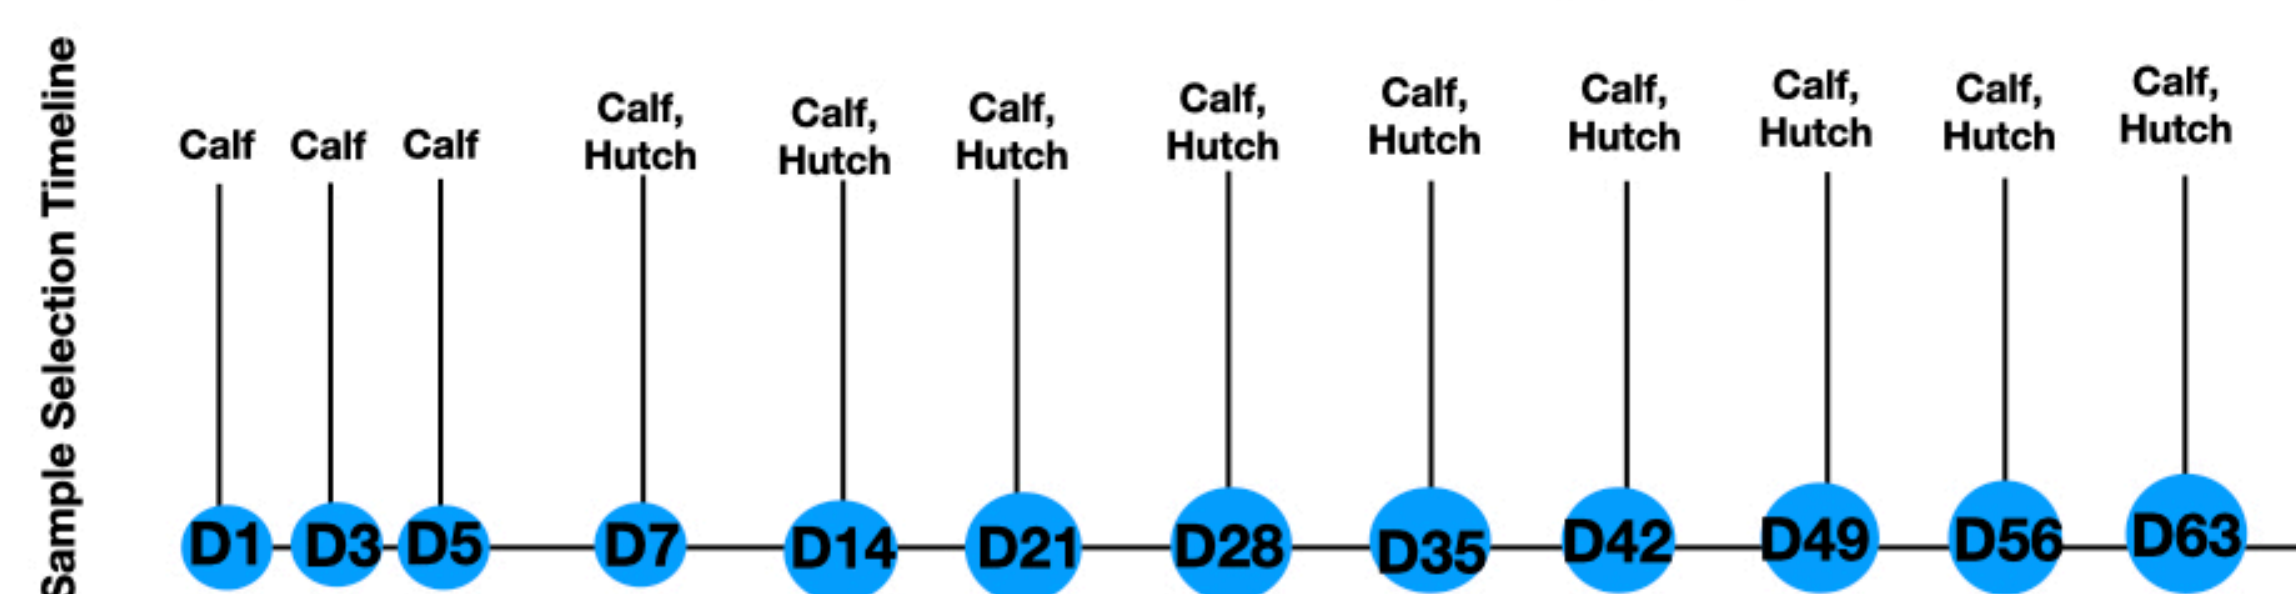 Sample Selection Timeline
Calf
Calf
Calf
Calf,
Hutch
Calf,
Hutch
Calf,
Hutch
Calf,
Hutch
Calf,
Hutch
Calf,
Hutch
Calf,
Hutch
Calf,
Hutch
Calf,
Hutch
D1
D3
D5
D7
D14
D21
D28
D35
D42
D49
D56
D63